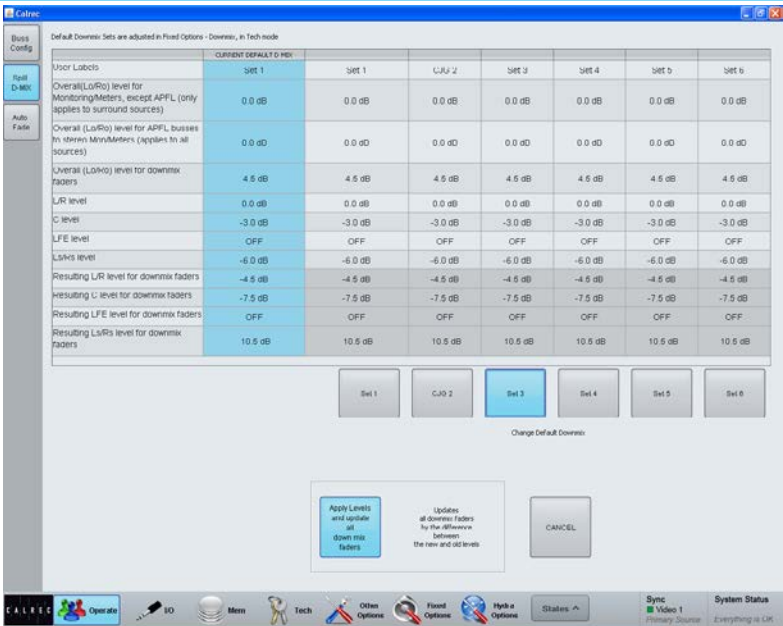 Calrec
Buss Config
Spill D-MIX
Auto Fade
Default Downmix Sets are adjusted in Fixed Options - Downmix, in Tech mode
CURRENT DEFAULT D-MIX
User Labels Set 1 Set 1 CJG 2 Set 3 Set 4 Set 5 Set 6
Overall(Lo/Ro) level for
Monitoring/Meters, except APFL (only
applies to surround sources)
0.0 dB 0.0 dB 0.0 dB 0.0 dB 0.0 dB 0.0 dB 0.0 dB
Overall (Lo/Ro) level for APFL busses
to stereo Mon/Meters (applies to all
sources)
0.0 dB 0.0 dB 0.0 dB 0.0 dB 0.0 dB 0.0 dB 0.0 dB
Overall (Lo/Ro) level for downmix
faders
4.5 dB 4.5 dB 4.5 dB 4.5 dB 4.5 dB 4.5 dB 4.5 dB
L/R level 0.0 dB 0.0 dB 0.0 dB 0.0 dB 0.0 dB 0.0 dB 0.0 dB
C level -3.0 dB -3.0 dB -3.0 dB -3.0 dB -3.0 dB -3.0 dB -3.0 dB
LFE level OFF OFF OFF OFF OFF OFF OFF
Ls/Rs level -6.0 dB -6.0 dB -6.0 dB -6.0 dB -6.0 dB -6.0 dB -6.0 dB
Resulting L/R level for downmix faders -4.5 dB -4.5 dB -4.5 dB -4.5 dB -4.5 dB -4.5 dB -4.5 dB
Resulting C level for downmix faders -7.5 dB -7.5 dB -7.5 dB -7.5 dB -7.5 dB -7.5 dB -7.5 dB
Resulting LFE level for downmix faders OFF OFF OFF OFF OFF OFF OFF
Resulting Ls/Rs level for downmix
faders
10.5 dB 10.5 dB 10.5 dB 10.5 dB 10.5 dB 10.5 dB 10.5 dB
Set 1 CJG 2 Set 3 Set 4 Set 5 Set 6
Change Default Downmix
Apply Levels
and update
all
down mix
faders
Updates
all downmix faders
by the difference
between
the new and old levels
CANCEL
CALREC Operate I/O Mem Tech Other Options Fixed Options Hydra Options States
Sync
Video 1
Primary Source
System Status
Everything is OK